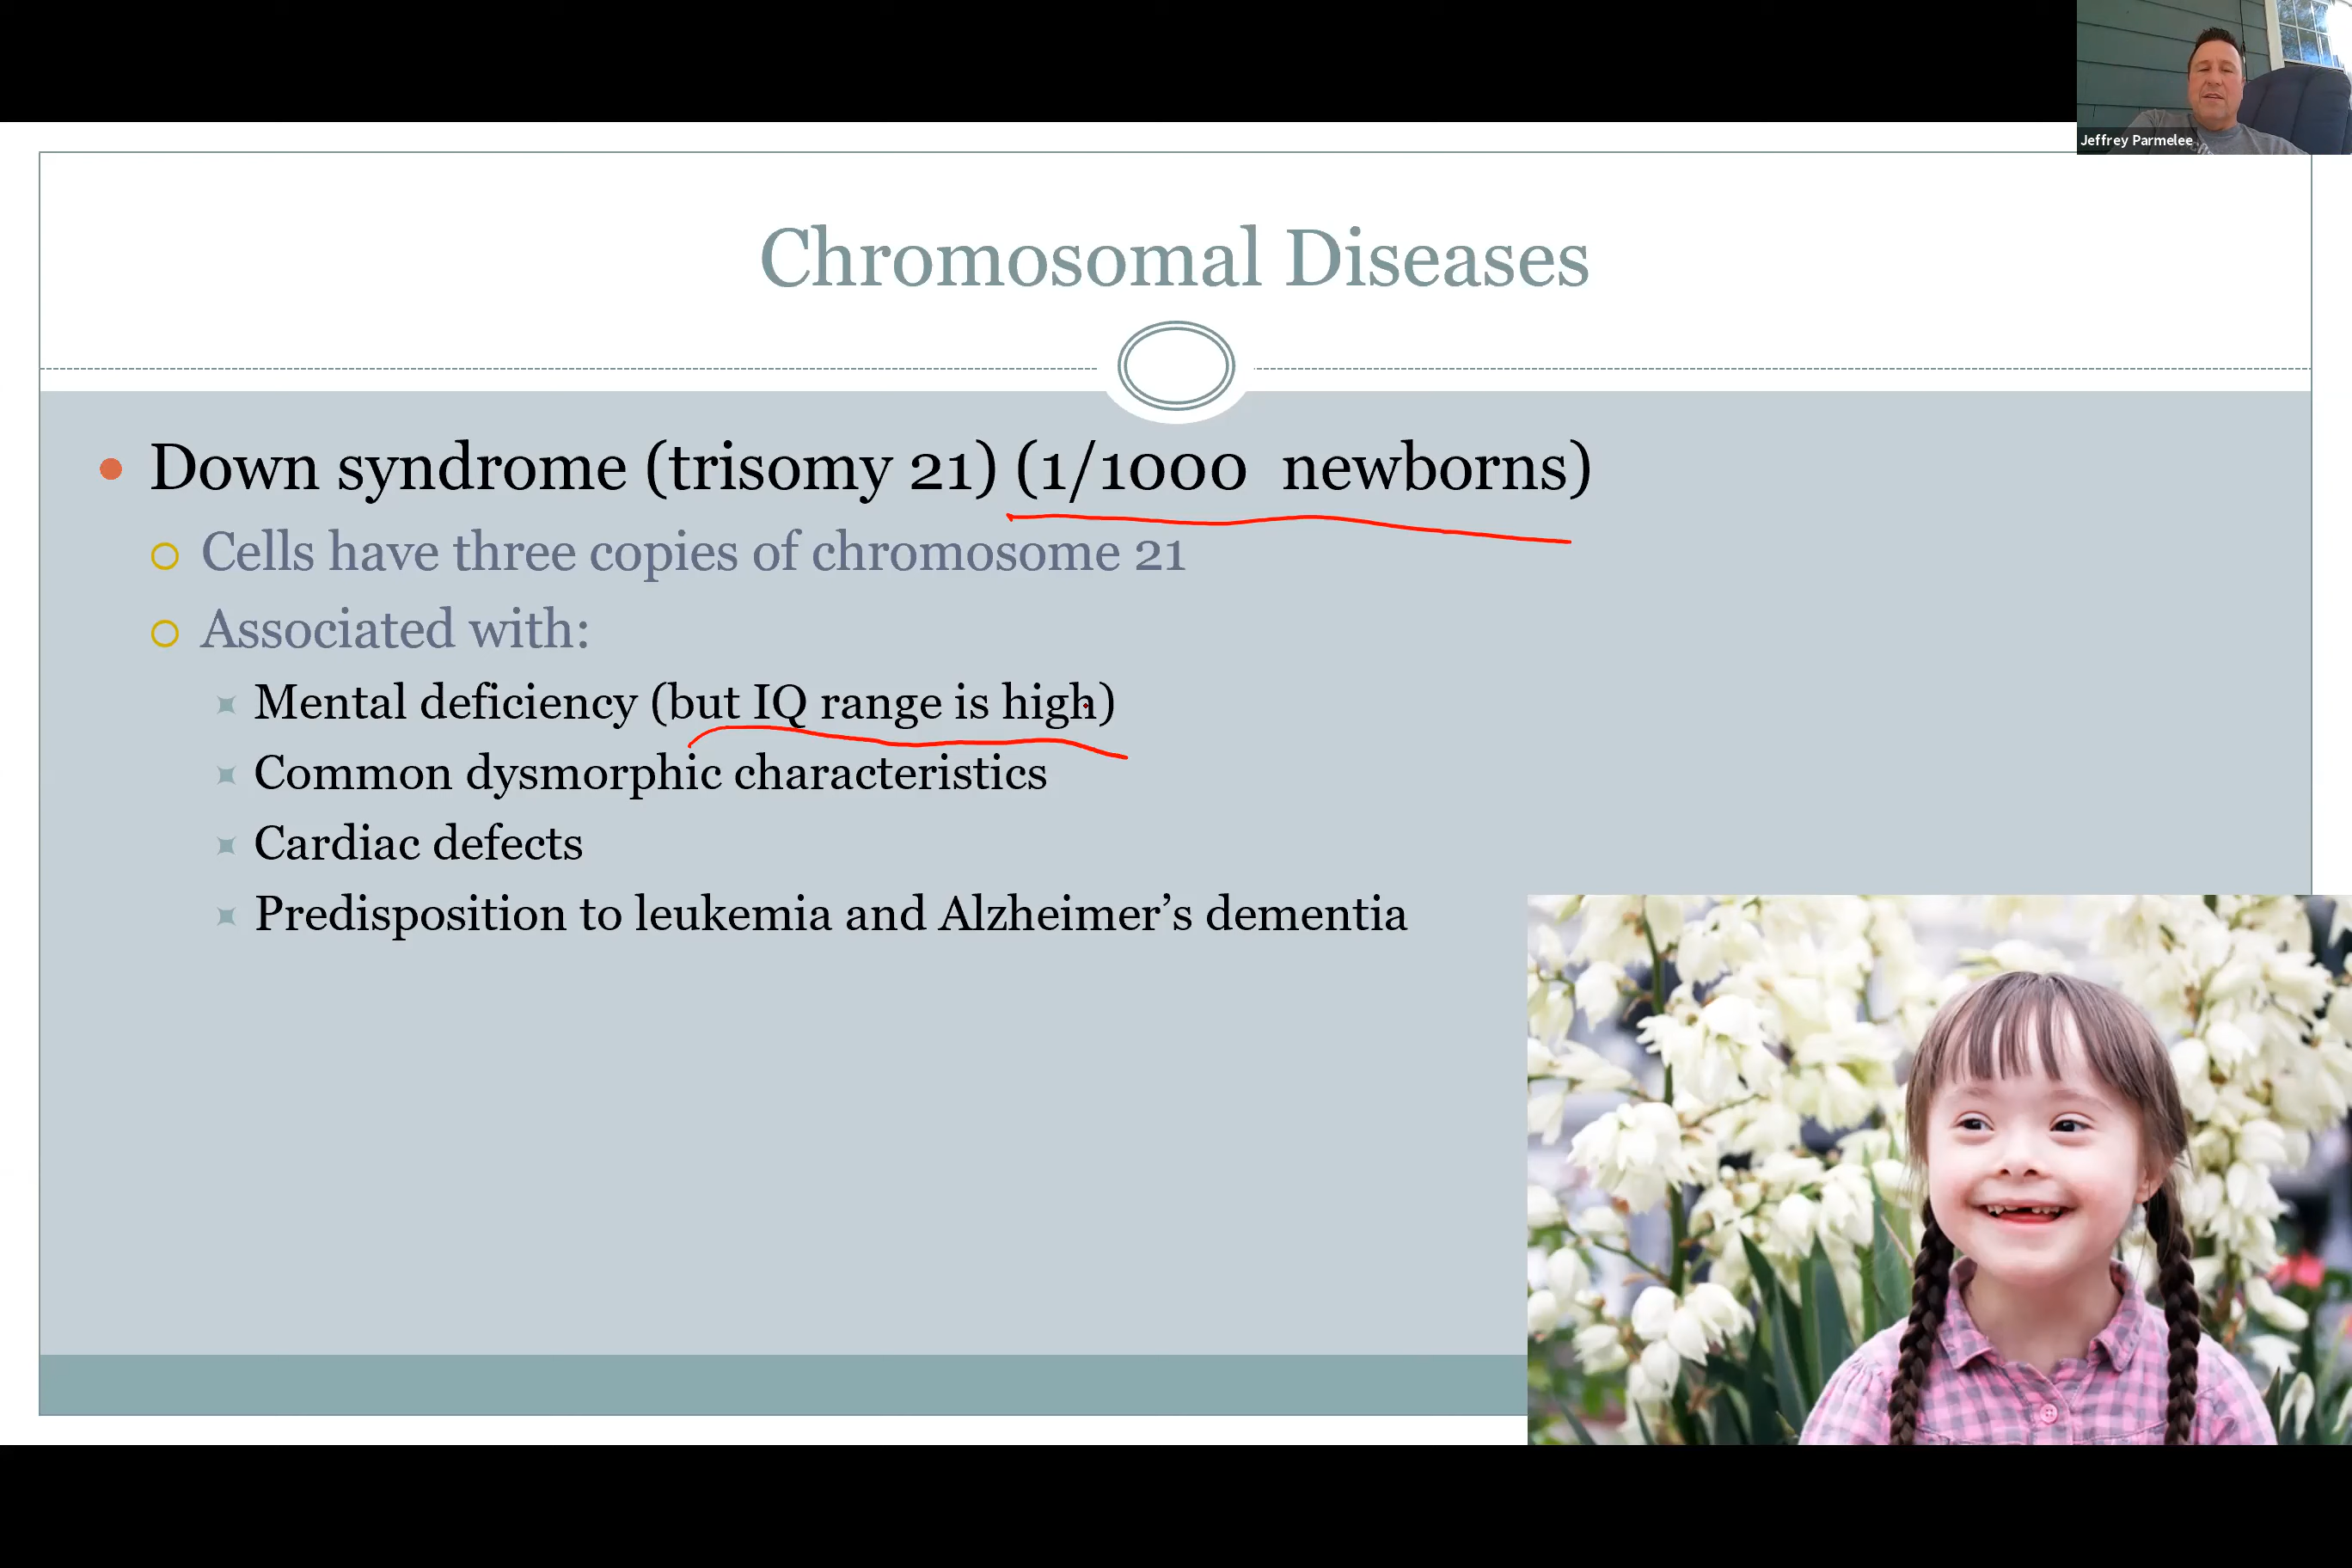 Jeffrey Parmelee
Chromosomal Diseases
Down syndrome (trisomy 21) (1/1000 newborns)
Cells have three copies of chromosome 21
Associated with:
Mental deficiency (but IQ range is high)
Common dysmorphic characteristics
Cardiac defects
Predisposition to leukemia and Alzheimer’s dementia